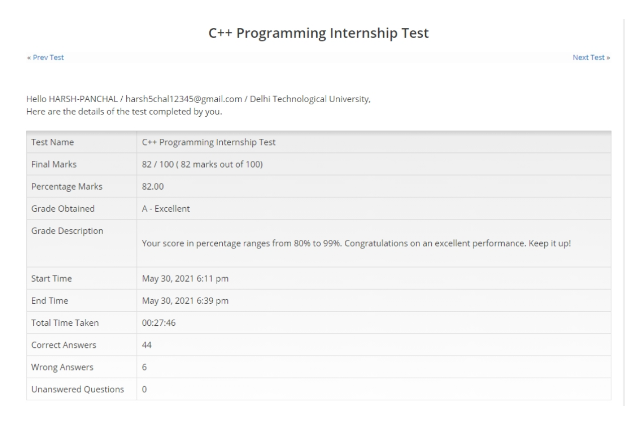 C++ Programming Internship Test
« Prev Test Next Test »
Hello HARSH-PANCHAL / harsh5chal12345@gmail.com / Delhi Technological University,
Here are the details of the test completed by you.
Test Name C++ Programming Internship Test
Final Marks 82 / 100 ( 82 marks out of 100)
Percentage Marks 82.00
Grade Obtained A - Excellent
Grade Description Your score in percentage ranges from 80% to 99%. Congratulations on an excellent performance. Keep it up!
Start Time May 30, 2021 6:11 pm
End Time May 30, 2021 6:39 pm
Total Time Taken 00:27:46
Correct Answers 44
Wrong Answers 6
Unanswered Questions 0